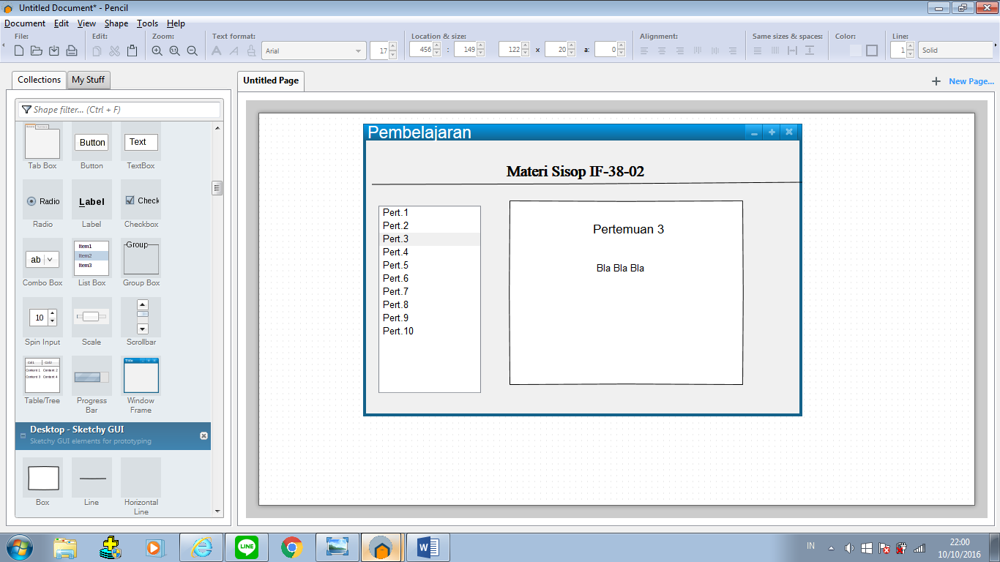 Untitled Document* - Pencil
Document Edit View Shape Tools Help
File: Edit: Zoom: Text format: Location & size: Alignment: Same sizes & spaces: Color: Line:
Arial 17 456 : 149 122 x 20 a: 0 1 Solid
Collections My Stuff
Untitled Page
New Page...
Shape filter... (Ctrl + F)
Button Text
Tab Box Button TextBox
Radio Label Check
Radio Label Checkbox
ab Item1 Item2 Item3 Group
Combo Box List Box Group Box
10
Spin Input Scale Scrollbar
Col1 Col2 Title
Content 1 Content 2
Content 3 Content 4
Table/Tree Progress Bar Window Frame
Desktop - Sketchy GUI
Sketchy GUI elements for prototyping
Box Line Horizontal Line
Pembelajaran
Materi Sisop IF-38-02
Pert.1
Pert.2
Pert.3
Pert.4
Pert.5
Pert.6
Pert.7
Pert.8
Pert.9
Pert.10
Pertemuan 3
Bla Bla Bla
LINE
IN
22:00
10/10/2016